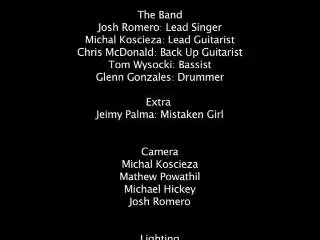 The Band
Josh Romero: Lead Singer
Michal Koscieza: Lead Guitarist
Chris McDonald: Back Up Guitarist
Tom Wysocki: Bassist
Glenn Gonzales: Drummer
Extra
Jeimy Palma: Mistaken Girl
Camera
Michal Koscieza
Mathew Powathil
Michael Hickey
Josh Romero
Lighting